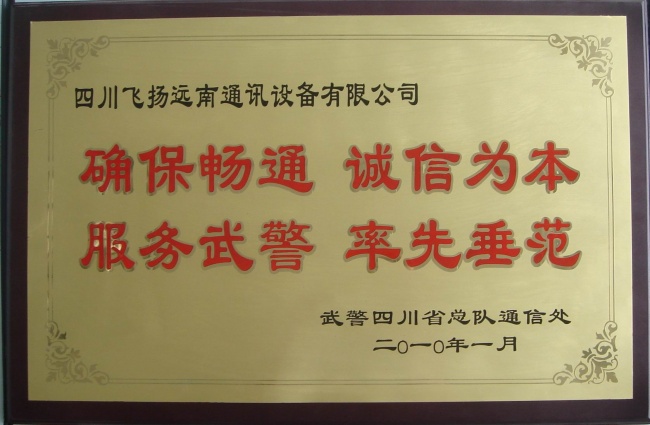 四川飞扬远南通讯设备有限公司
确保畅通 诚信为本
服务武警 率先垂范
武警四川省总队通信处
二0一0年一月